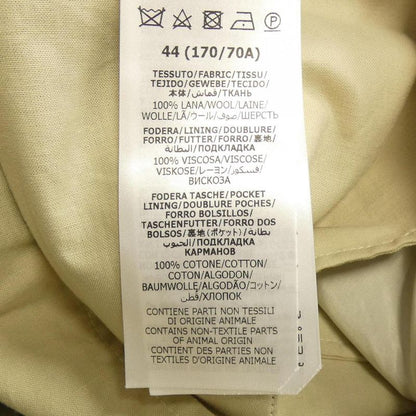 44 (170/70A)
TESSUTO/FABRIC/TISSU/
TEJIDO/GEWEBE/TECIDO/
本体/قماش/ТКАНЬ
100% LANA/WOOL/LAINE/
WOLLE/LÃ/ウール/صوف/ШЕРСТЬ
FODERA/LINING/DOUBLURE/
FORRO/FUTTER/FORRO/裏地/
البطانة/ПОДКЛАДКА
100% VISCOSA/VISCOSE/
VISKOSE/レーヨン/فيسكوز/
ВИСКОЗА
FODERA TASCHE/POCKET
LINING/DOUBLURE POCHES/
FORRO BOLSILLOS/
TASCHENFUTTER/FORRO DOS
BOLSOS/裏地(ポケット)/بطانة
الجيوب/ПОДКЛАДКА
КАРМАНОВ
100% COTONE/COTTON/
COTON/ALGODON/
BAUMWOLLE/ALGODÃO/コットン/
قطن/ХЛОПОК
CONTIENE PARTI NON TESSILI
DI ORIGINE ANIMALE
CONTAINS NON-TEXTILE PARTS
OF ANIMAL ORIGIN
CONTIENT DES PARTIES NON
TEXTILES D'ORIGINE ANIMALE